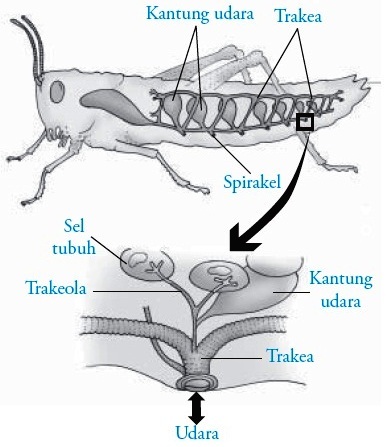 Kantung udara
Trakea
Spirakel
Sel
tubuh
Trakeola
Kantung
udara
Trakea
Udara